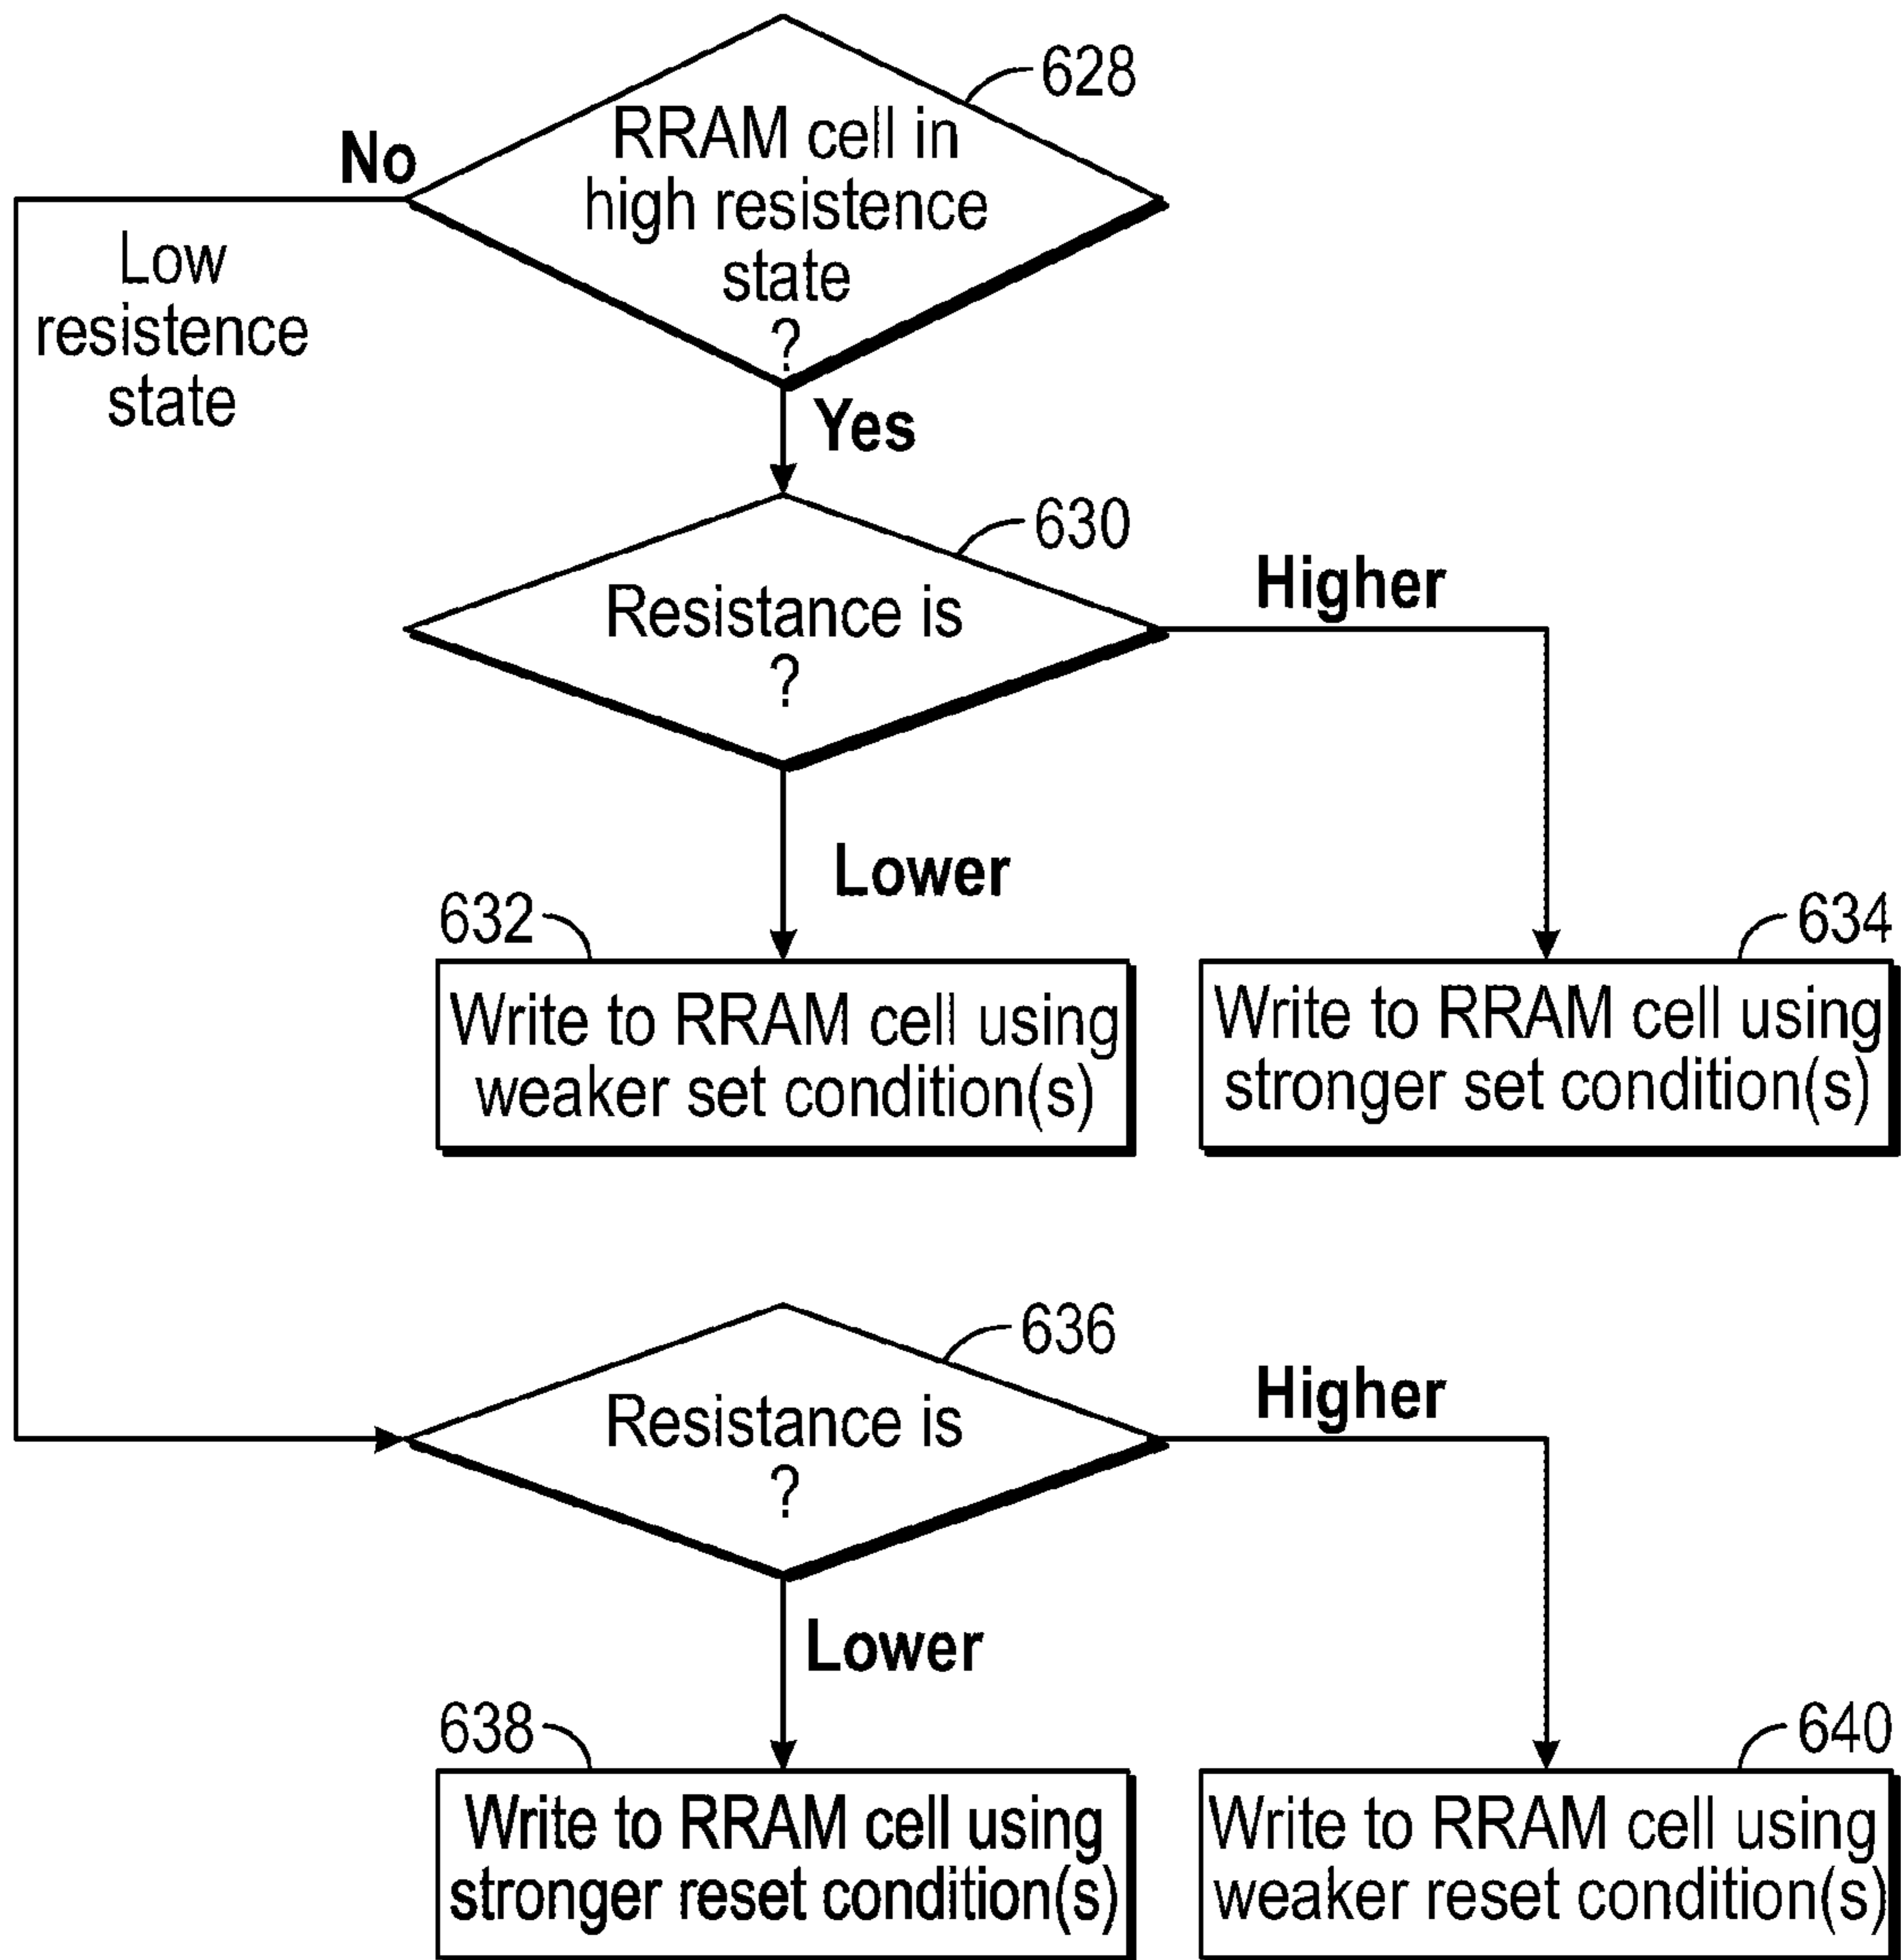 628
RRAM cell in
high resistence
state
?
No
Low
resistence
state
Yes
630
Resistance is
?
Higher
Lower
632
Write to RRAM cell using
weaker set condition(s)
634
Write to RRAM cell using
stronger set condition(s)
636
Resistance is
?
Higher
Lower
638
Write to RRAM cell using
stronger reset condition(s)
640
Write to RRAM cell using
weaker reset condition(s)